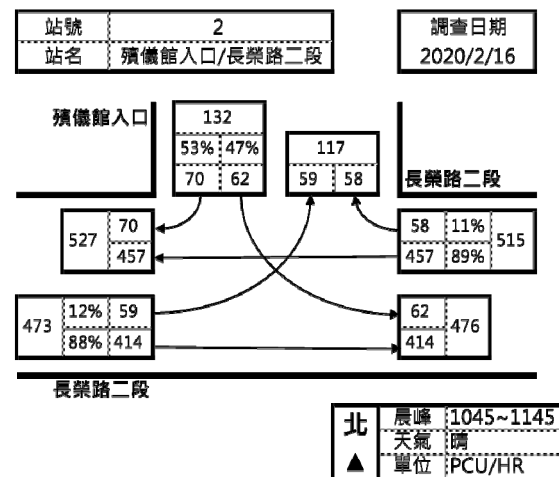 站號 2 調查日期
站名 殯儀館入口/長榮路二段 2020/2/16
殯儀館入口
132
53% 47%
70 62
117
59 58
長榮路二段
527 70
457
58 11% 515
457 89%
473 12% 59
88% 414
62 476
414
長榮路二段
北 晨峰 1045~1145
天氣 晴
▲ 單位 PCU/HR